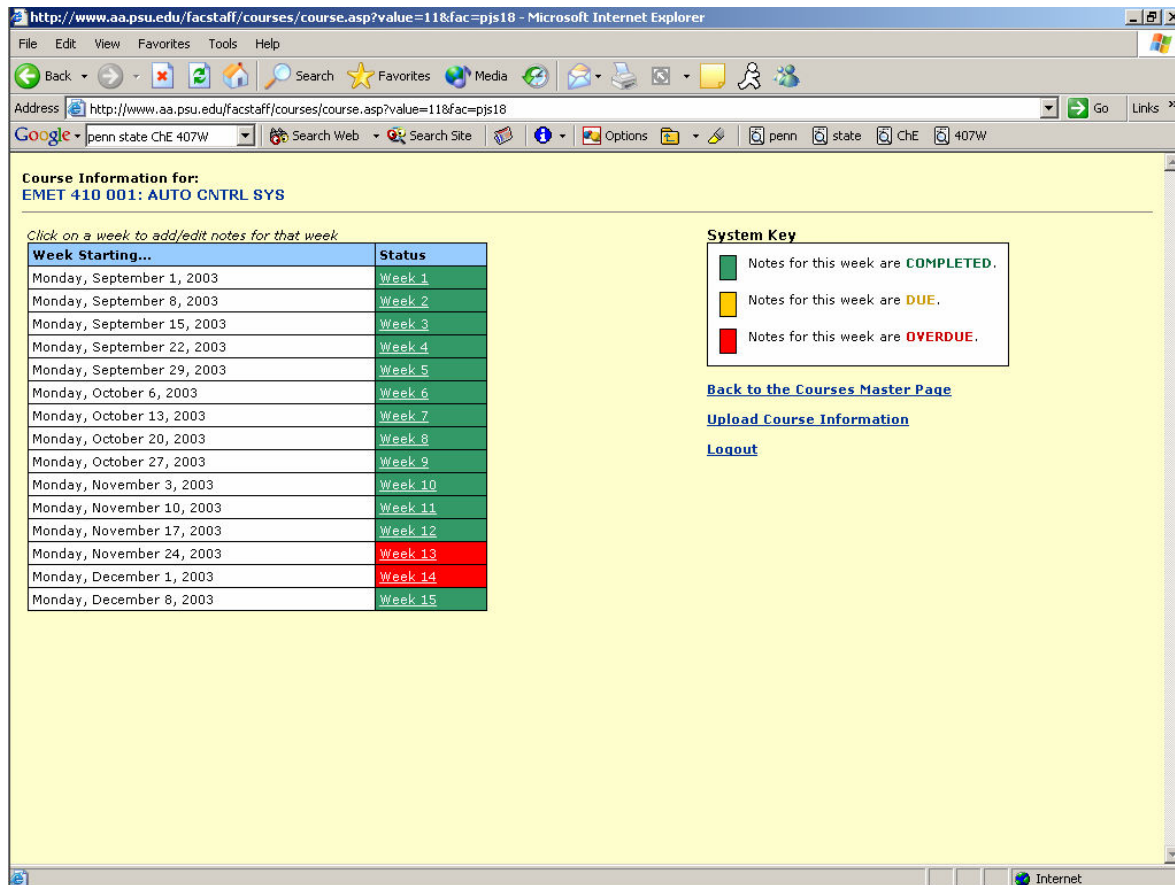 http://www.aa.psu.edu/facstaff/courses/course.asp?value=11&fac=pjs18 - Microsoft Internet Explorer
File Edit View Favorites Tools Help
Back Search Favorites Media
Address http://www.aa.psu.edu/facstaff/courses/course.asp?value=11&fac=pjs18 Go Links »
Google penn state ChE 407W Search Web Search Site Options penn state ChE 407W
Course Information for:
EMET 410 001: AUTO CNTRL SYS
Click on a week to add/edit notes for that week
Week Starting... Status
Monday, September 1, 2003 Week 1
Monday, September 8, 2003 Week 2
Monday, September 15, 2003 Week 3
Monday, September 22, 2003 Week 4
Monday, September 29, 2003 Week 5
Monday, October 6, 2003 Week 6
Monday, October 13, 2003 Week 7
Monday, October 20, 2003 Week 8
Monday, October 27, 2003 Week 9
Monday, November 3, 2003 Week 10
Monday, November 10, 2003 Week 11
Monday, November 17, 2003 Week 12
Monday, November 24, 2003 Week 13
Monday, December 1, 2003 Week 14
Monday, December 8, 2003 Week 15
System Key
Notes for this week are COMPLETED.
Notes for this week are DUE.
Notes for this week are OVERDUE.
Back to the Courses Master Page
Upload Course Information
Logout
Internet